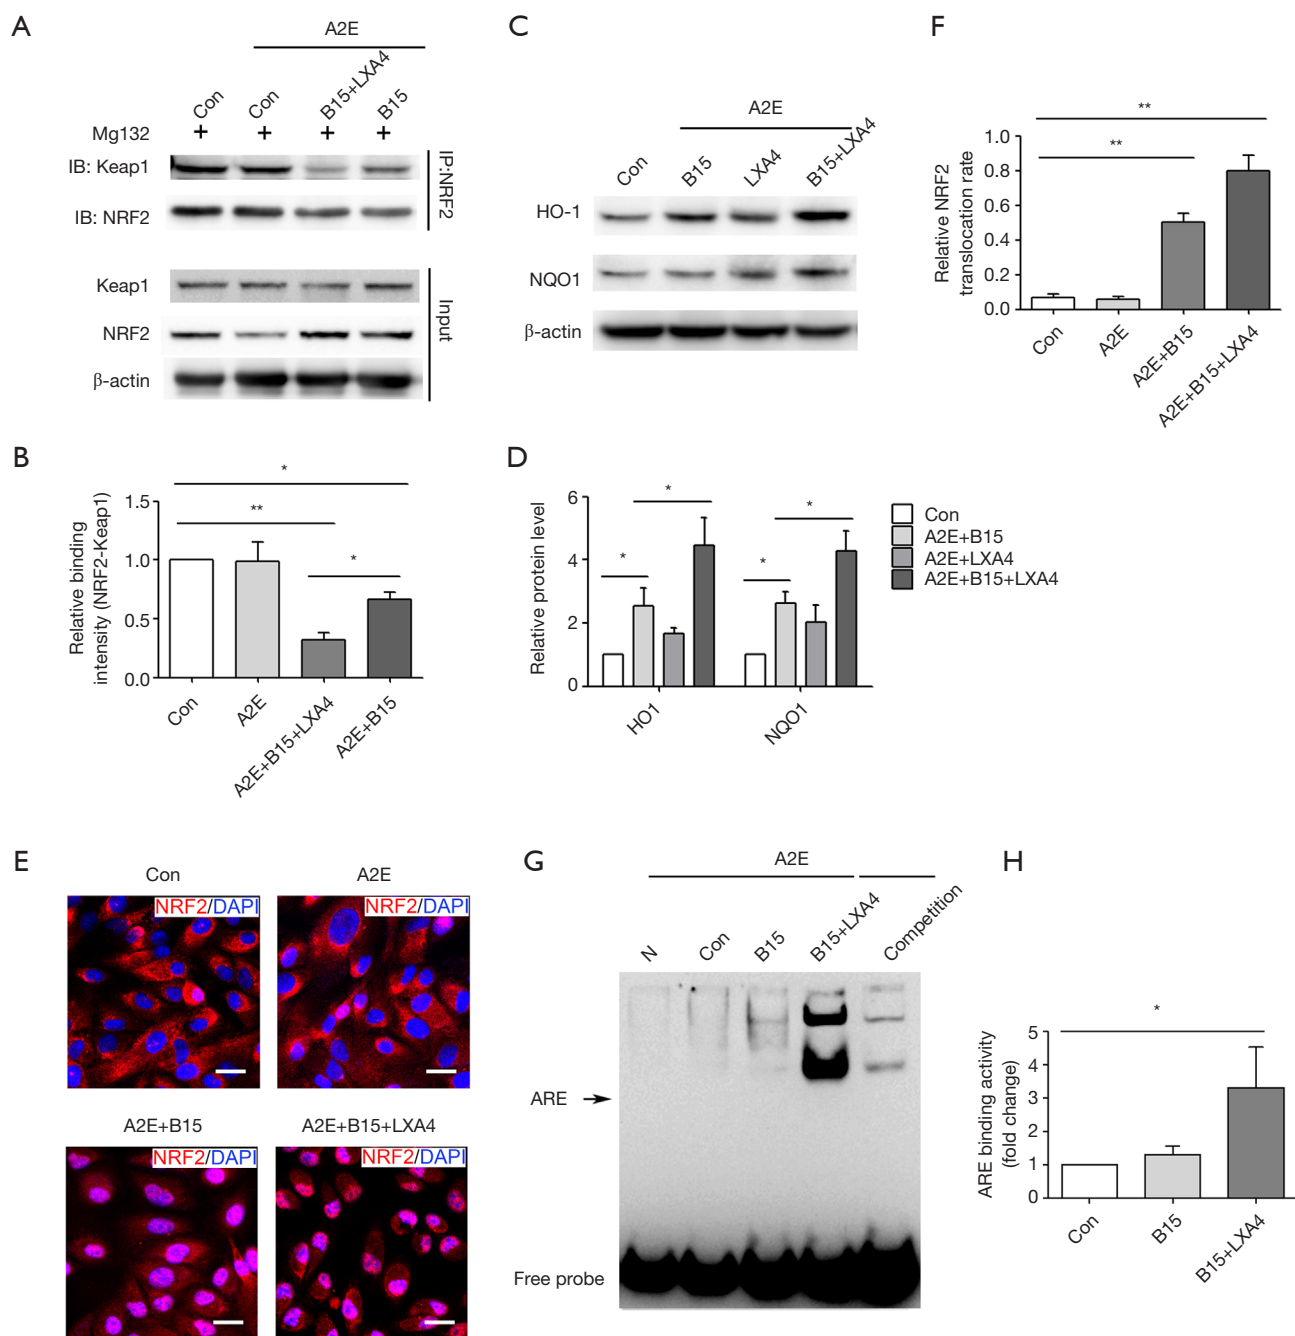 A
A2E
Con
Con
B15+LXA4
B15
Mg132
+ + + +
IB: Keap1
IB: NRF2
IP:NRF2
Keap1
NRF2
β-actin
Input
B
Relative binding
intensity (NRF2-Keap1)
1.5
1.0
0.5
0.0
*
**
*
Con
A2E
A2E+B15+LXA4
A2E+B15
C
A2E
Con
B15
LXA4
B15+LXA4
HO-1
NQO1
β-actin
D
Relative protein level
6
4
2
0
*
*
*
*
HO1
NQO1
Con
A2E+B15
A2E+LXA4
A2E+B15+LXA4
E
Con
A2E
NRF2/DAPI
NRF2/DAPI
A2E+B15
A2E+B15+LXA4
NRF2/DAPI
NRF2/DAPI
F
Relative NRF2
translocation rate
1.0
0.8
0.6
0.4
0.2
0.0
**
**
Con
A2E
A2E+B15
A2E+B15+LXA4
G
A2E
N
Con
B15
B15+LXA4
Competition
ARE
Free probe
H
ARE binding activity
(fold change)
5
4
3
2
1
0
*
Con
B15
B15+LXA4